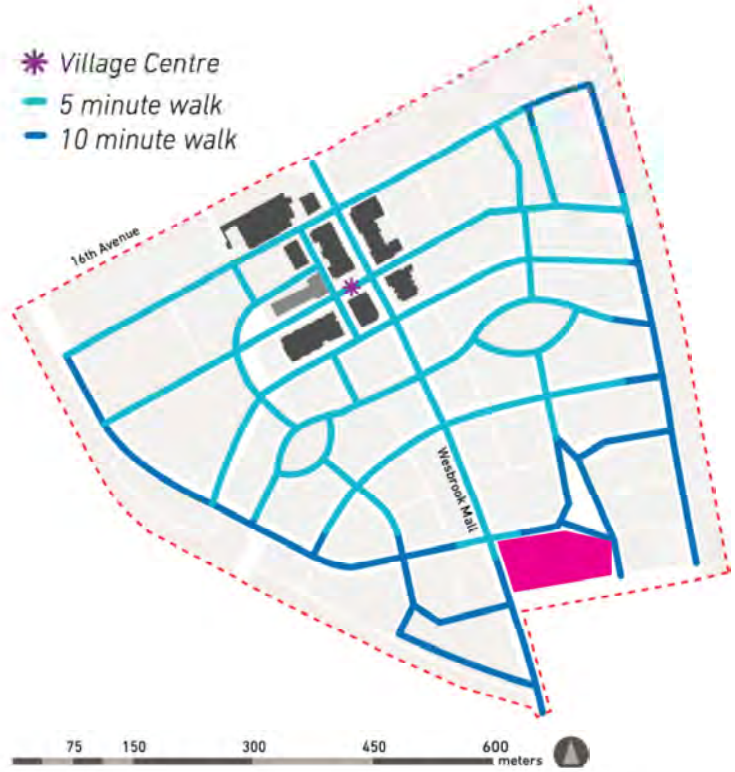 Village Centre
5 minute walk
10 minute walk
16th Avenue
Wesbrook Mall
75 150 300 450 600
meters